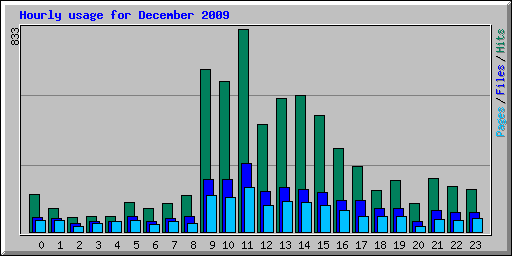 Hourly usage for December 2009
833
Pages / Files / Hits
0 1 2 3 4 5 6 7 8 9 10 11 12 13 14 15 16 17 18 19 20 21 22 23